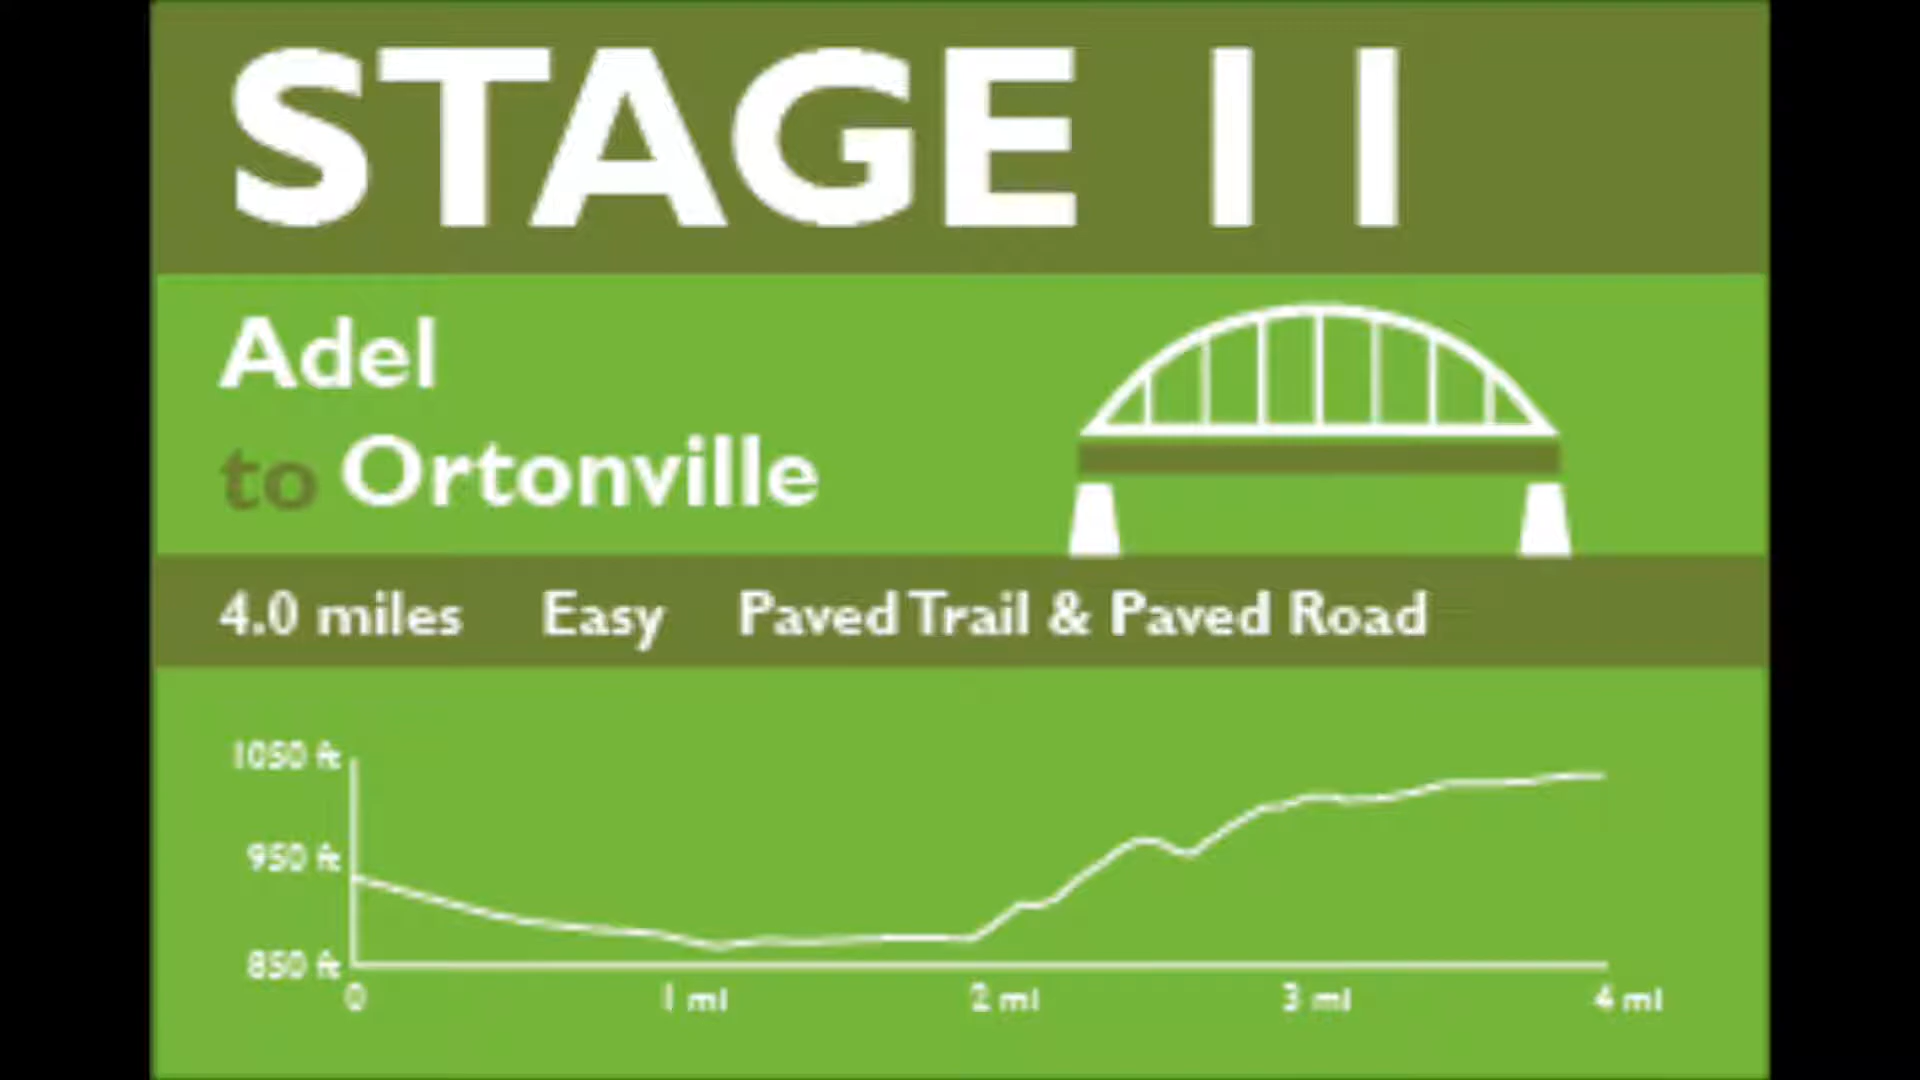 STAGE 11
Adel
to Ortonville
4.0 miles Easy Paved Trail & Paved Road
1050 ft
950 ft
850 ft
0 1 mi 2 mi 3 mi 4 mi